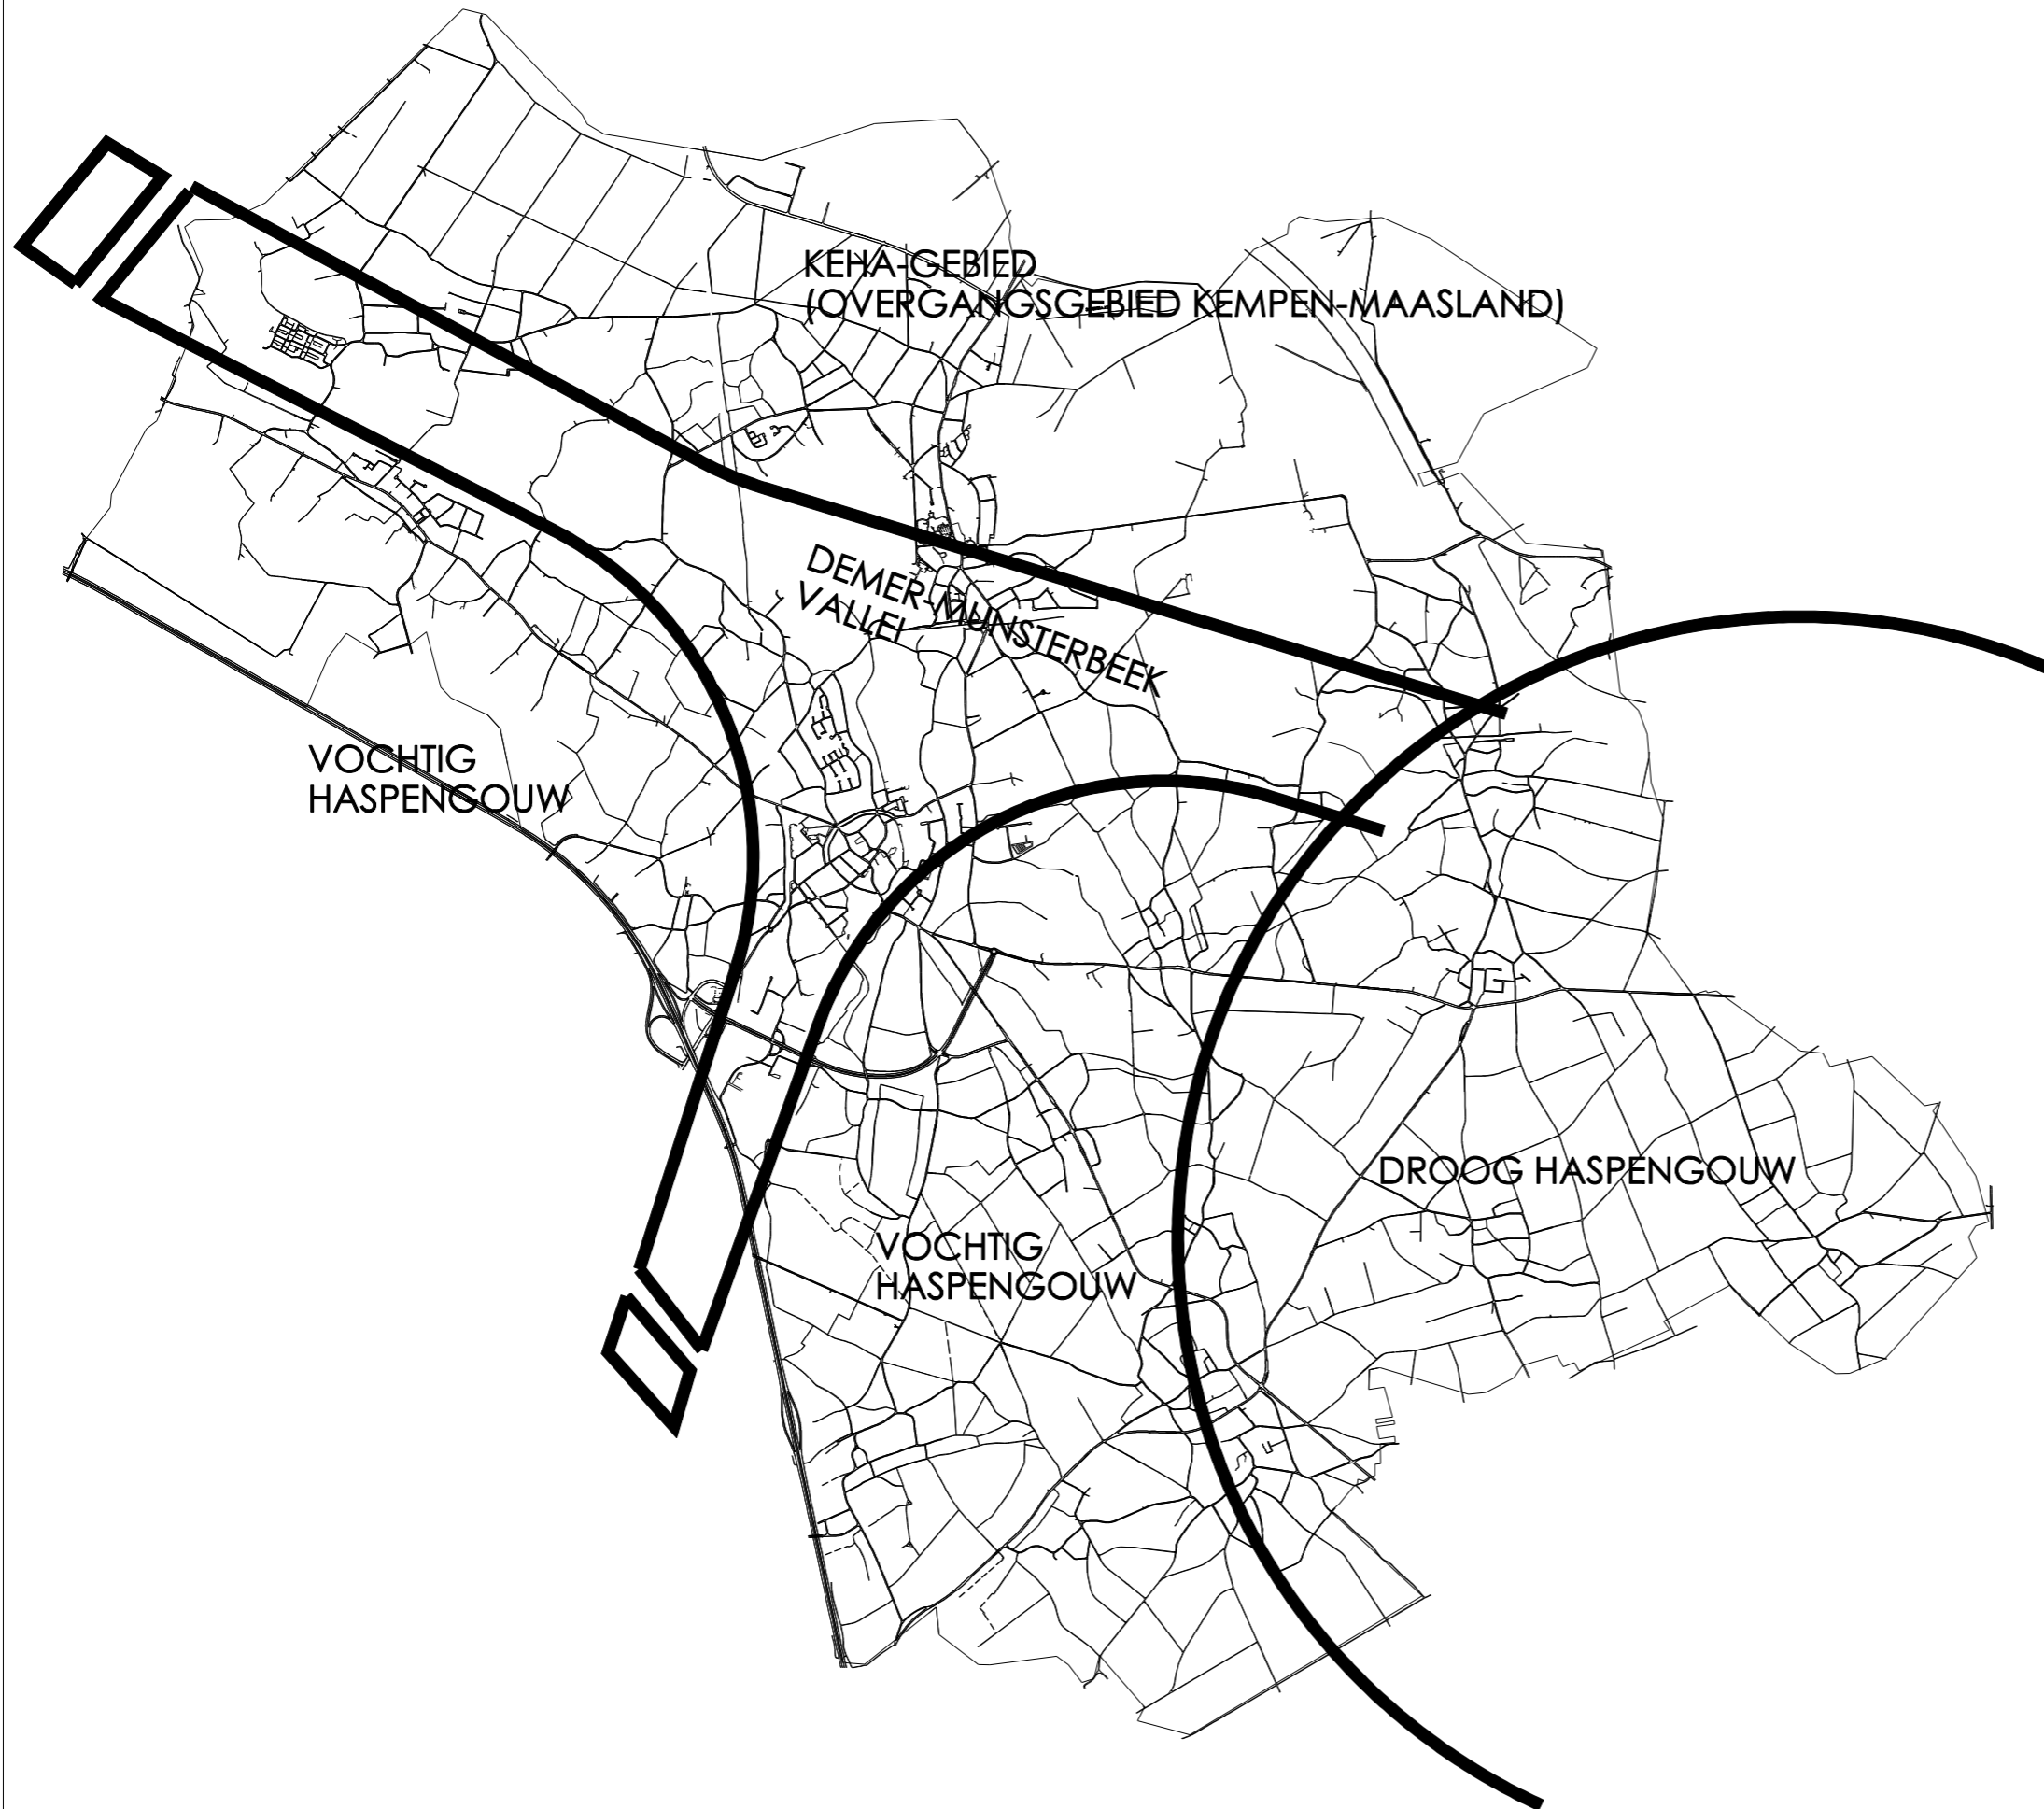 KEHA-GEBIED
(OVERGANGSGEBIED KEMPEN-MAASLAND)
DEMER-MUNSTERBEEK
VALLEI
VOCHTIG
HASPENGOUW
DROOG HASPENGOUW
VOCHTIG
HASPENGOUW